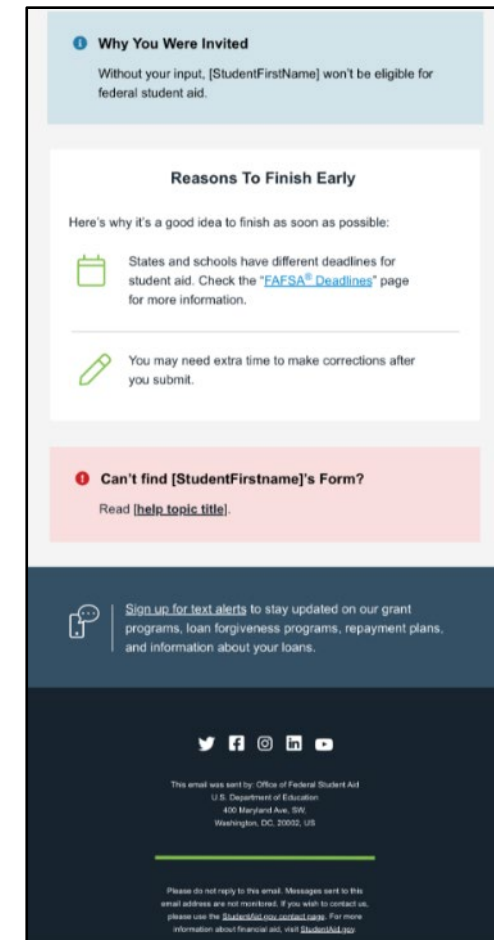 Why You Were Invited
Without your input, [StudentFirstName] won't be eligible for
federal student aid.
Reasons To Finish Early
Here's why it's a good idea to finish as soon as possible:
States and schools have different deadlines for
student aid. Check the "FAFSA® Deadlines" page
for more information.
You may need extra time to make corrections after
you submit.
Can't find [StudentFirstname]'s Form?
Read [help topic title].
Sign up for text alerts to stay updated on our grant
programs, loan forgiveness programs, repayment plans,
and information about your loans.
This email was sent by: Office of Federal Student Aid
U.S. Department of Education
400 Maryland Ave, SW,
Washington, DC, 20002, US
Please do not reply to this email. Messages sent to this
email address are not monitored. If you wish to contact us,
please use the StudentAid.gov contact page. For more
information about financial aid, visit StudentAid.gov.